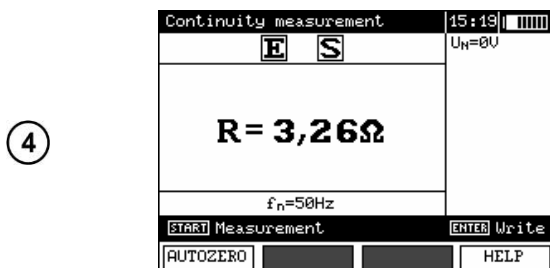 Continuity measurement 15:19
E S
Uₙ=0V
④
R= 3,26Ω
fₙ=50Hz
START Measurement ENTER Write
AUTOZERO HELP